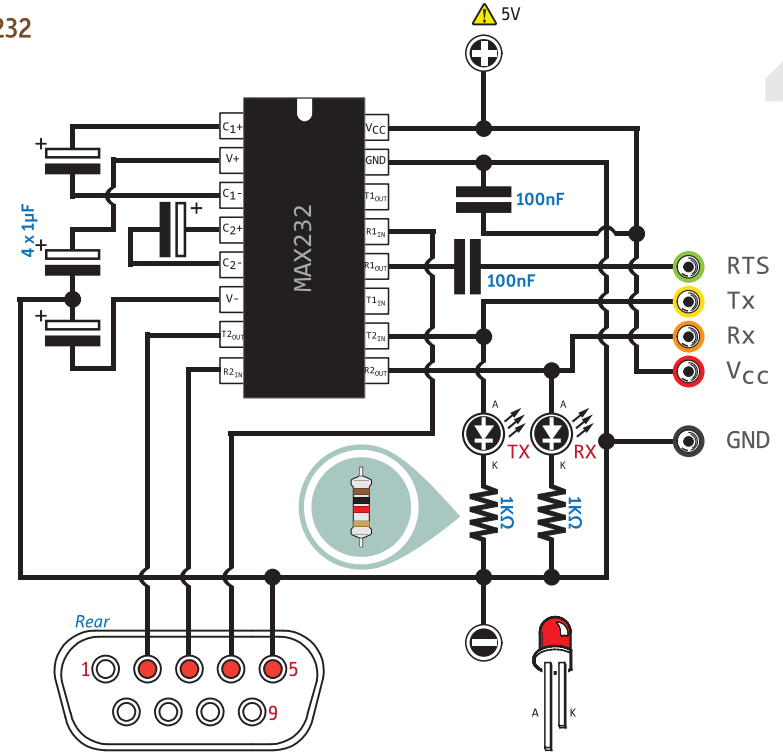 232
5V
C1+
V+
C1-
C2+
C2-
V-
T2OUT
R2IN
MAX232
VCC
GND
T1OUT
R1IN
R1OUT
T1IN
T2IN
R2OUT
+
+
+
+
4 x 1µF
100nF
100nF
RTS
Tx
Rx
VCC
GND
A
TX
K
A
RX
K
1KΩ
1KΩ
Rear
1
5
9
A
K